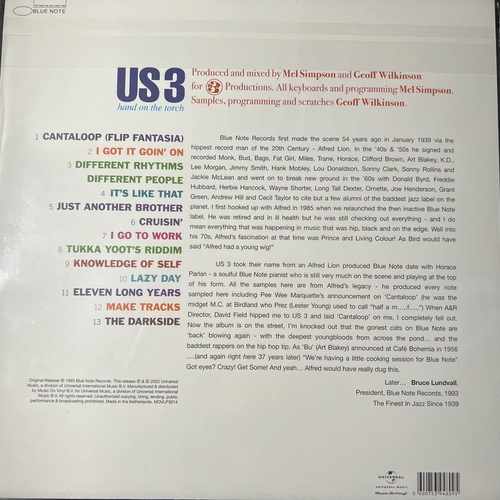 BLUE NOTE
US3
hand on the torch
Produced and mixed by Mel Simpson and Geoff Wilkinson
for 3 Productions. All keyboards and programming Mel Simpson.
Samples, programming and scratches Geoff Wilkinson.
1 CANTALOOP (FLIP FANTASIA)
2 I GOT IT GOIN' ON
3 DIFFERENT RHYTHMS
DIFFERENT PEOPLE
4 IT'S LIKE THAT
5 JUST ANOTHER BROTHER
6 CRUISIN'
7 I GO TO WORK
8 TUKKA YOOT'S RIDDIM
9 KNOWLEDGE OF SELF
10 LAZY DAY
11 ELEVEN LONG YEARS
12 MAKE TRACKS
13 THE DARKSIDE
Blue Note Records first made the scene 54 years ago in January 1939 via the
hippest record man of the 20th Century - Alfred Lion. In the '40s & '50s he signed and
recorded Monk, Bud, Bags, Fat Girl, Miles, Trane, Horace, Clifford Brown, Art Blakey, K.D.,
Lee Morgan, Jimmy Smith, Hank Mobley, Lou Donaldson, Sonny Clark, Sonny Rollins and
Jackie McLean and went on to break new ground in the '60s with Donald Byrd, Freddie
Hubbard, Herbie Hancock, Wayne Shorter, Long Tall Dexter, Ornette, Joe Henderson, Grant
Green, Andrew Hill and Cecil Taylor to cite but a few alumni of the baddest jazz label on the
planet. I first hooked up with Alfred in 1985 when we relaunched the then inactive Blue Note
label. He was retired and in ill health but he was still checking out everything - and I do
mean everything that was happening in music that was hip, black and on the edge. Well into
his 70s, Alfred's fascination at that time was Prince and Living Colour! As Bird would have
said "Alfred had a young wig!"
US 3 took their name from an Alfred Lion produced Blue Note date with Horace
Parlan - a soulful Blue Note pianist who is still very much on the scene and playing at the top
of his form. All the samples here are from Alfred's legacy - he produced every note
sampled here including Pee Wee Marquette's announcement on 'Cantaloop' (he was the
midget M.C. at Birdland who Prez (Lester Young) used to call "half a m.....f......") When A&R
Director, David Field hipped me to US 3 and laid 'Cantaloop' on me, I completely fell out.
Now the album is on the street, I'm knocked out that the gonest cats on Blue Note are
'back' blowing again - with the deepest youngbloods from across the pond... and the
baddest rappers on the hip hop tip. As 'Bu' (Art Blakey) announced at Café Bohemia in 1956
....(and again right here 37 years later) "We're having a little cooking session for Blue Note"
Got eyes? Crazy! Get Some! And yeah... Alfred would have really dug this.
Later... Bruce Lundvall,
President, Blue Note Records, 1993
The Finest In Jazz Since 1939
UNIVERSAL